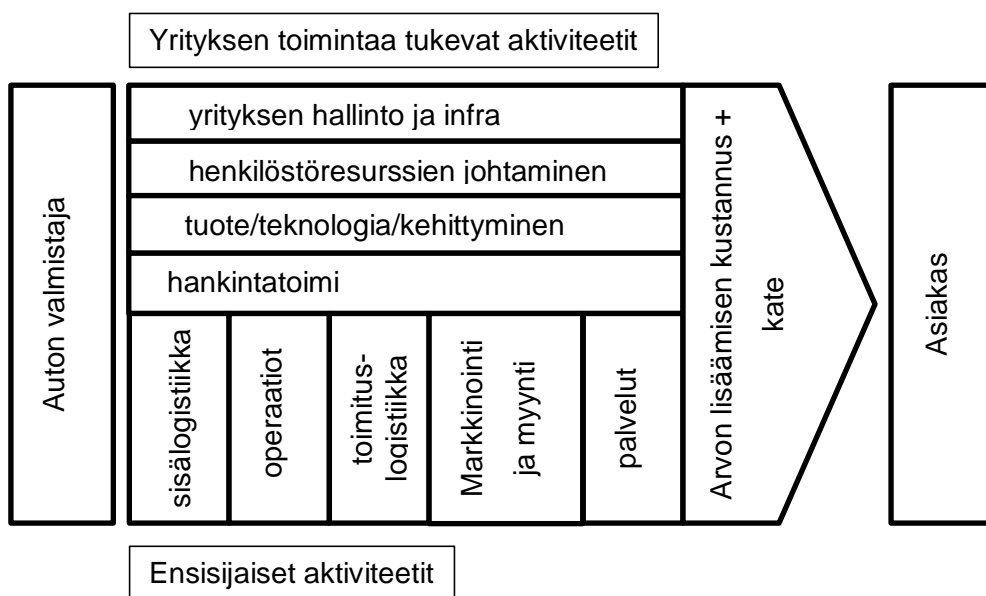 Yrityksen toimintaa tukevat aktiviteetit
Auton valmistaja
yrityksen hallinto ja infra
henkilöstöresurssien johtaminen
tuote/teknologia/kehittyminen
hankintatoimi
sisälogistiikka
operaatiot
toimitus-
logistiikka
Markkinointi
ja myynti
palvelut
Arvon lisäämisen kustannus +
kate
Asiakas
Ensisijaiset aktiviteetit